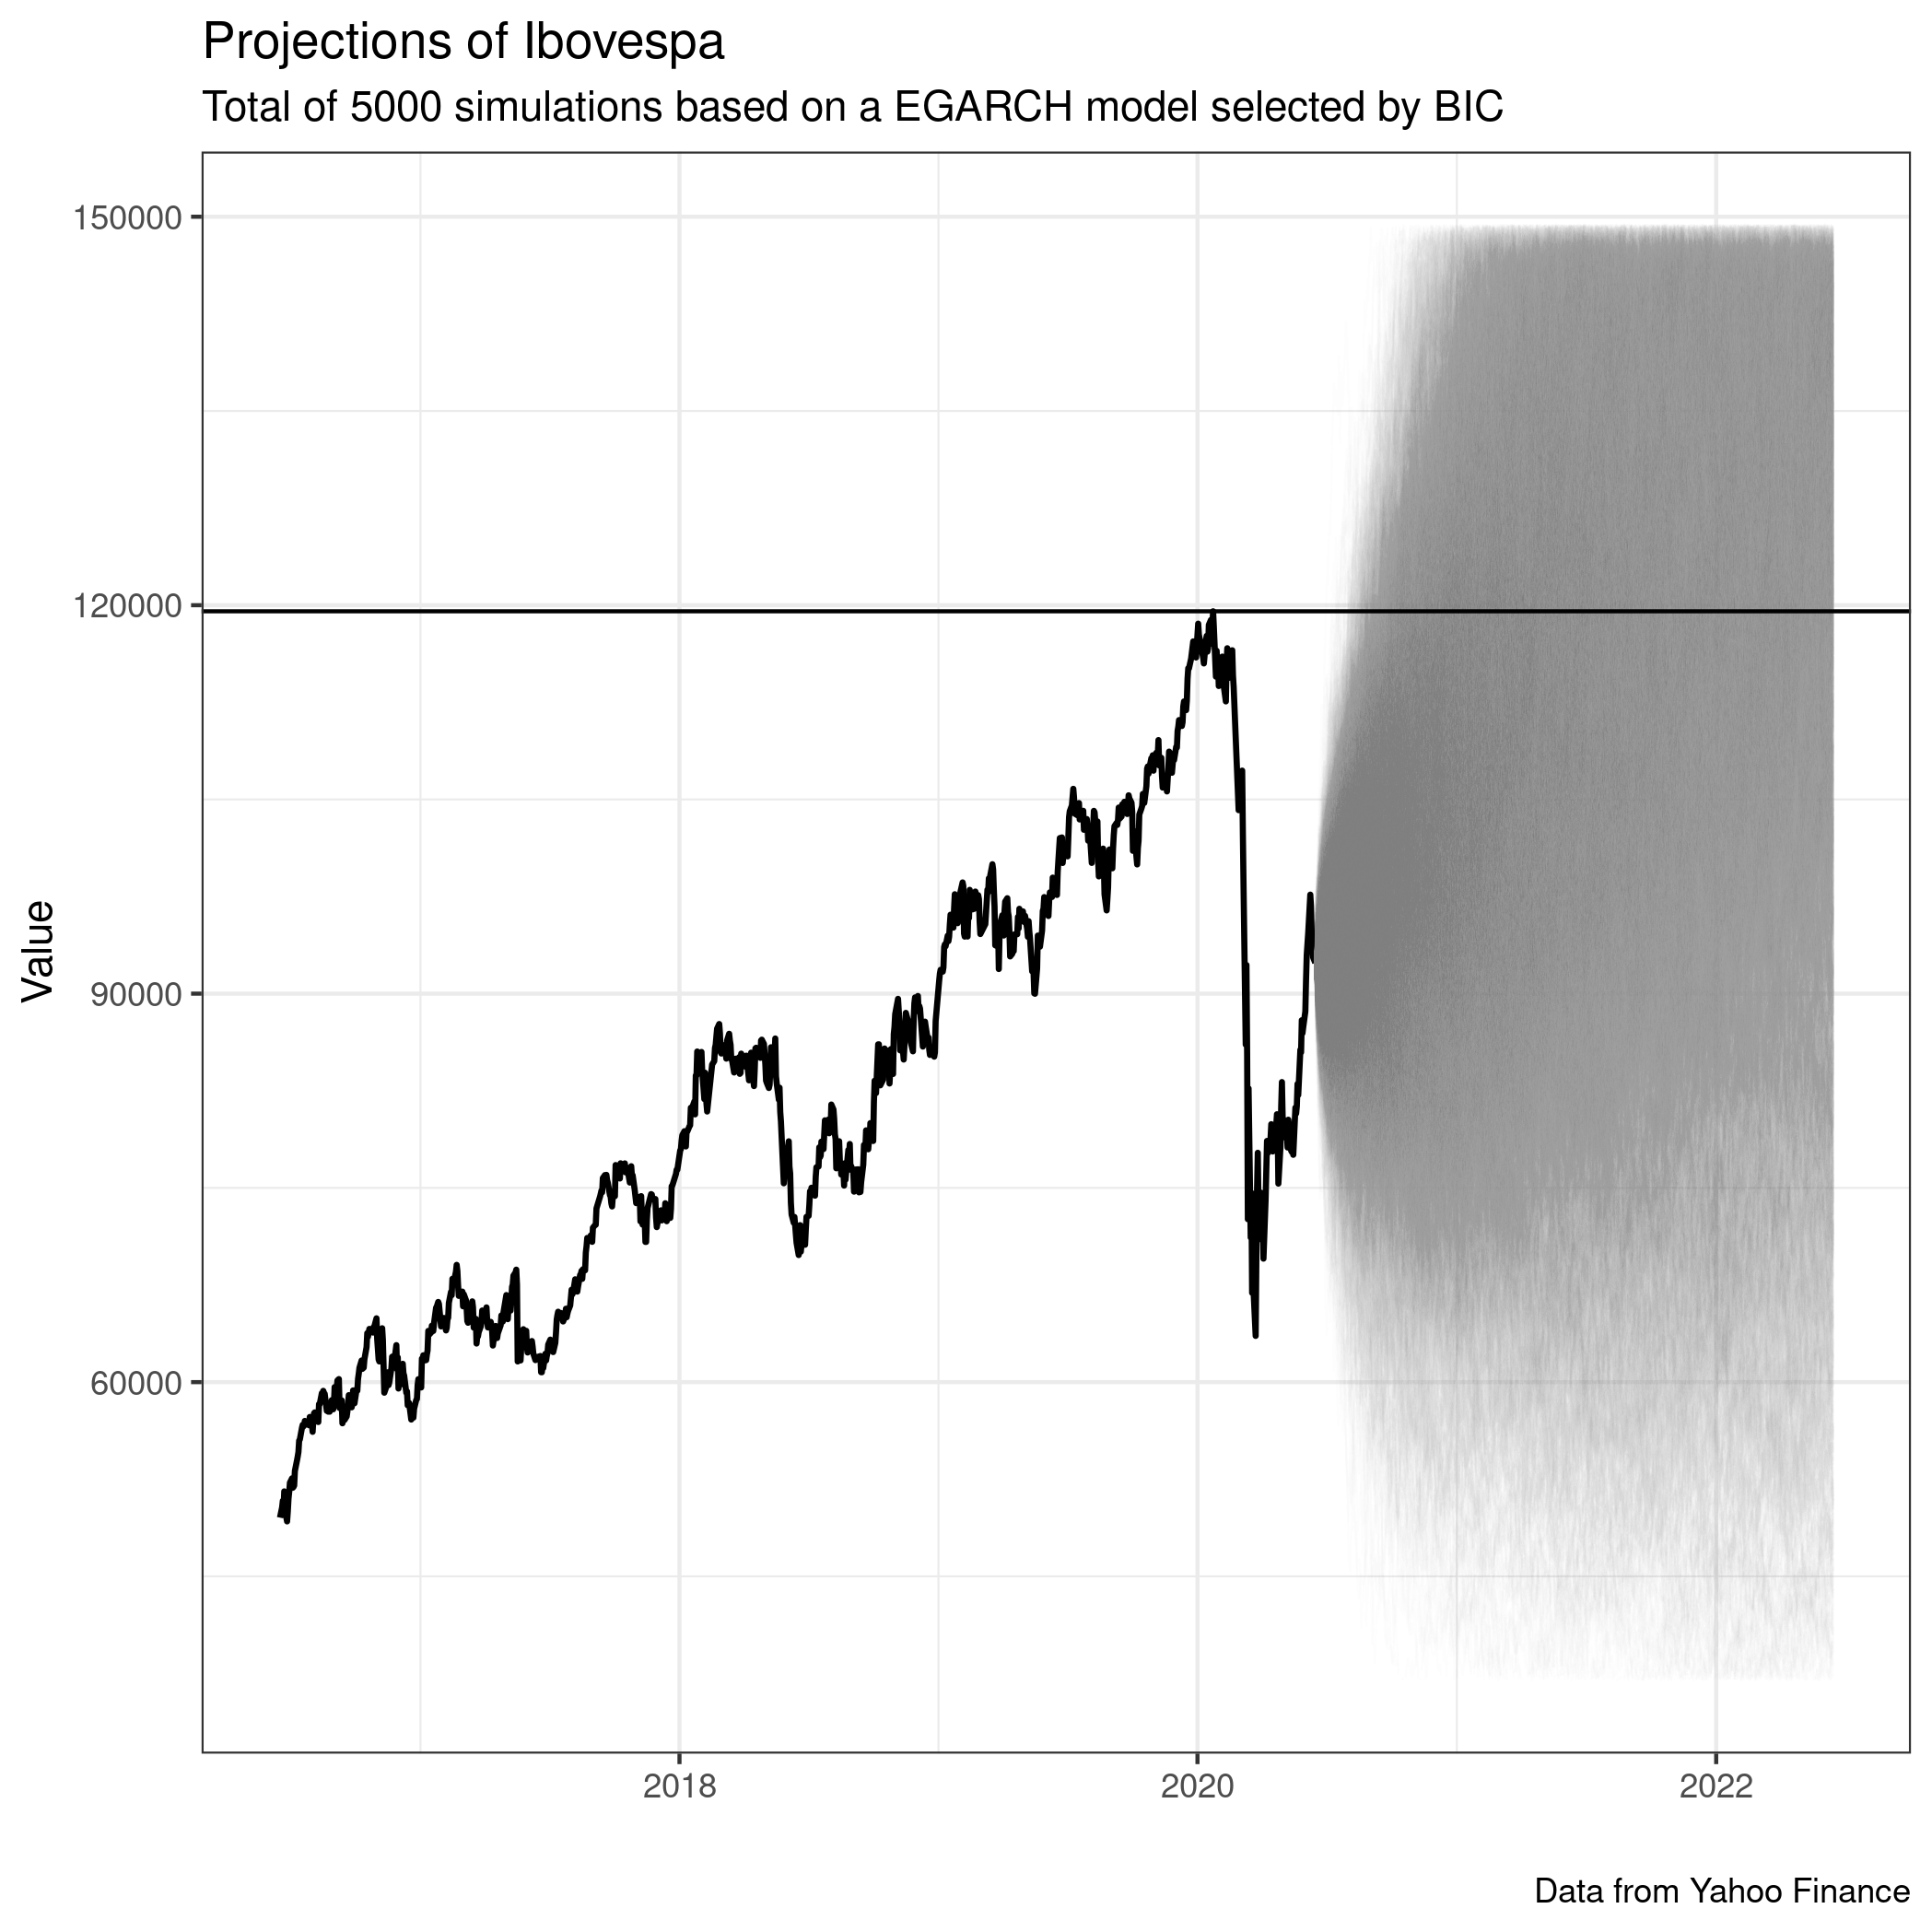 Projections of Ibovespa
Total of 5000 simulations based on a EGARCH model selected by BIC
150000
120000
90000
60000
Value
2018
2020
2022
Data from Yahoo Finance